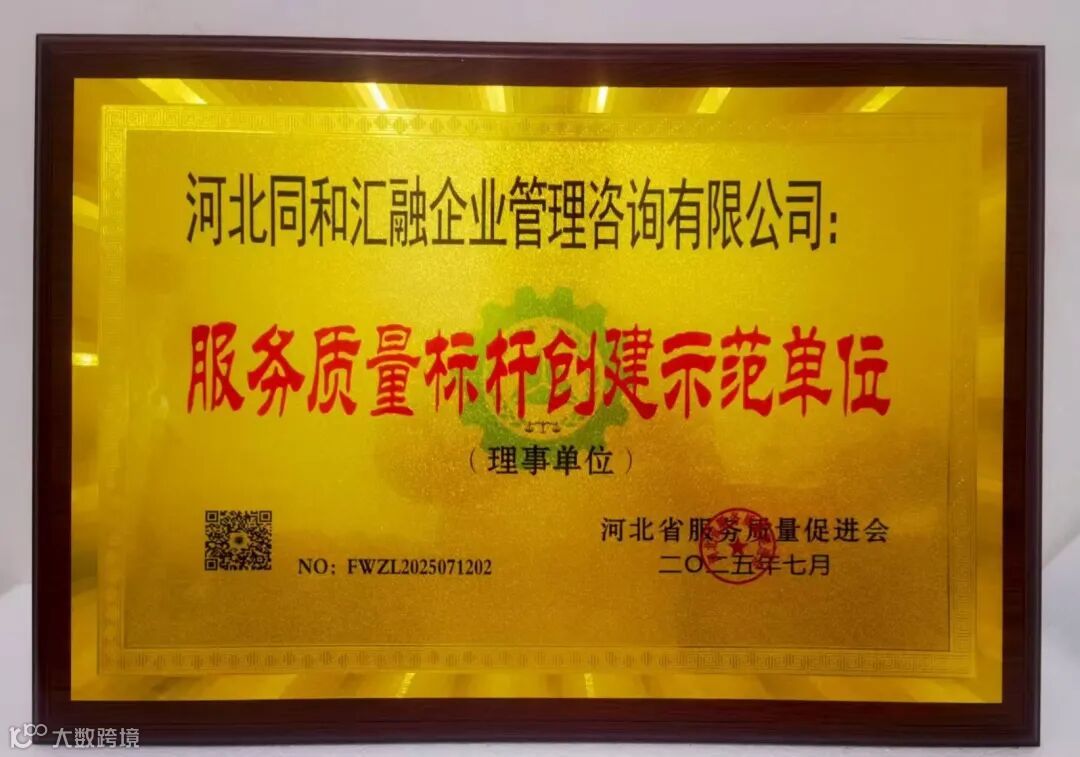 河北同和汇融企业管理咨询有限公司:
服务质量标杆创建示范单位
(理事单位)
河北省服务质量促进会
NO: FWZL2025071202
二〇二五年七月
大数跨境